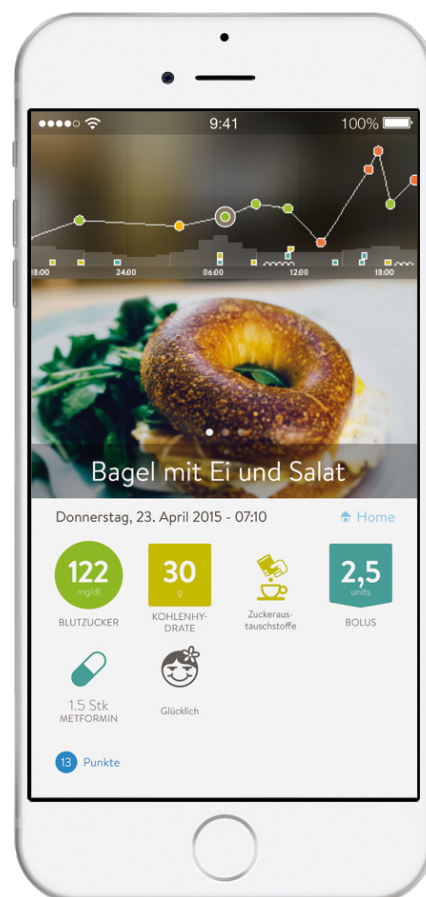 9:41
100%
18:00 24:00 06:00 12:00 18:00
Bagel mit Ei und Salat
Donnerstag, 23. April 2015 - 07:10
Home
122
mg/dl
BLUTZUCKER
30
g
KOHLENHY-
DRATE
Zuckeraus-
tauschstoffe
2,5
units
BOLUS
1.5 Stk
METFORMIN
Glücklich
13 Punkte